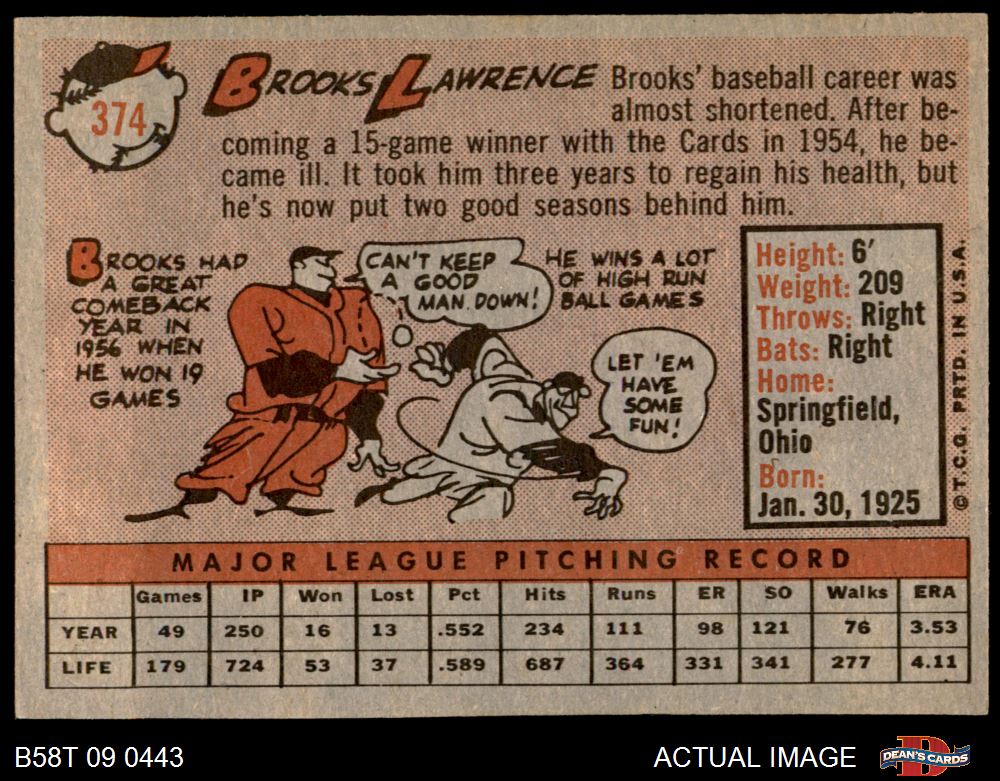 374
BROOKS LAWRENCE
Brooks' baseball career was
almost shortened. After be-
coming a 15-game winner with the Cards in 1954, he be-
came ill. It took him three years to regain his health, but
he's now put two good seasons behind him.
BROOKS HAD
A GREAT
COMEBACK
YEAR IN
1956 WHEN
HE WON 19
GAMES
CAN'T KEEP
A GOOD
MAN DOWN!
HE WINS A LOT
OF HIGH RUN
BALL GAMES
LET 'EM
HAVE
SOME
FUN!
Height: 6'
Weight: 209
Throws: Right
Bats: Right
Home:
Springfield,
Ohio
Born:
Jan. 30, 1925
© T.C.G. PRTD. IN U.S.A.
MAJOR LEAGUE PITCHING RECORD
Games IP Won Lost Pct Hits Runs ER SO Walks ERA
YEAR 49 250 16 13 .552 234 111 98 121 76 3.53
LIFE 179 724 53 37 .589 687 364 331 341 277 4.11
B58T 09 0443
ACTUAL IMAGE
DEAN'S CARDS